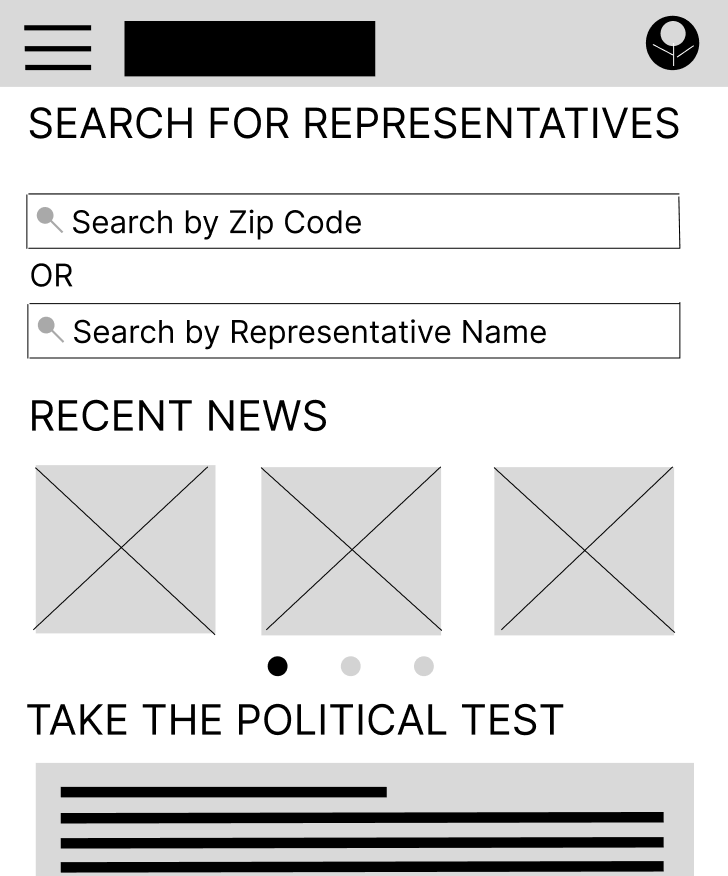 SEARCH FOR REPRESENTATIVES
Search by Zip Code
OR
Search by Representative Name
RECENT NEWS
TAKE THE POLITICAL TEST